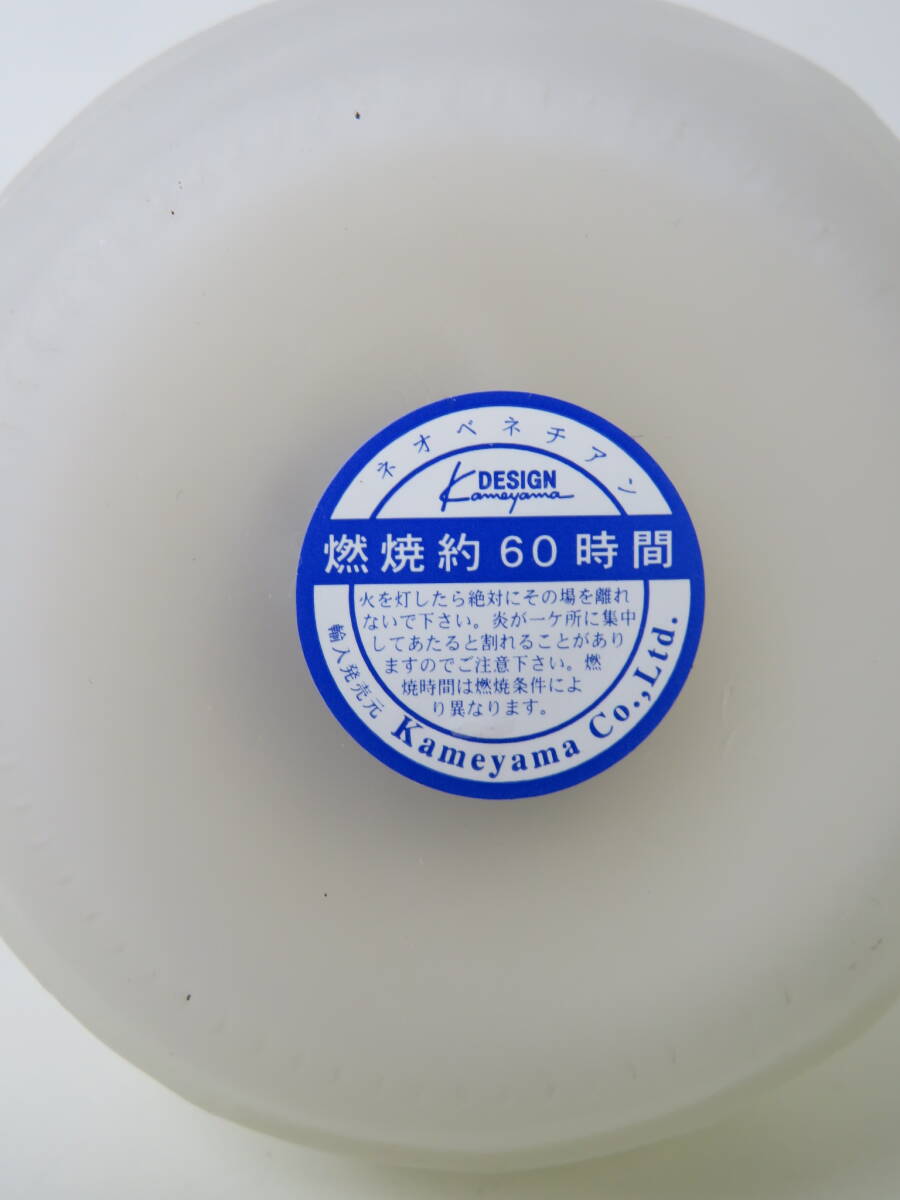 ネオベネチアン
DESIGN
Kameyama
燃焼約60時間
火を灯したら絶対にその場を離れ
ないで下さい。炎が一ケ所に集中
してあたると割れることがあり
ますのでご注意下さい。燃
焼時間は燃焼条件によ
り異なります。
輸入発売元 Kameyama Co.,Ltd.